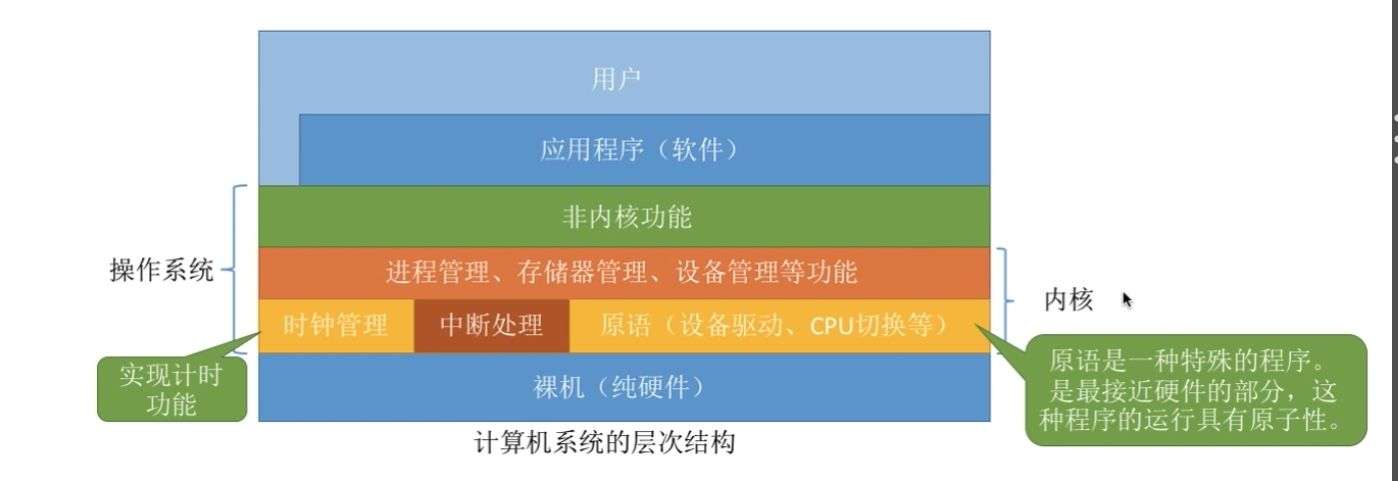 用户
应用程序（软件）
非内核功能
操作系统
进程管理、存储器管理、设备管理等功能
内核
时钟管理
中断处理
原语（设备驱动、CPU切换等）
实现计时
功能
裸机（纯硬件）
原语是一种特殊的程序。
是最接近硬件的部分，这
种程序的运行具有原子性。
计算机系统的层次结构